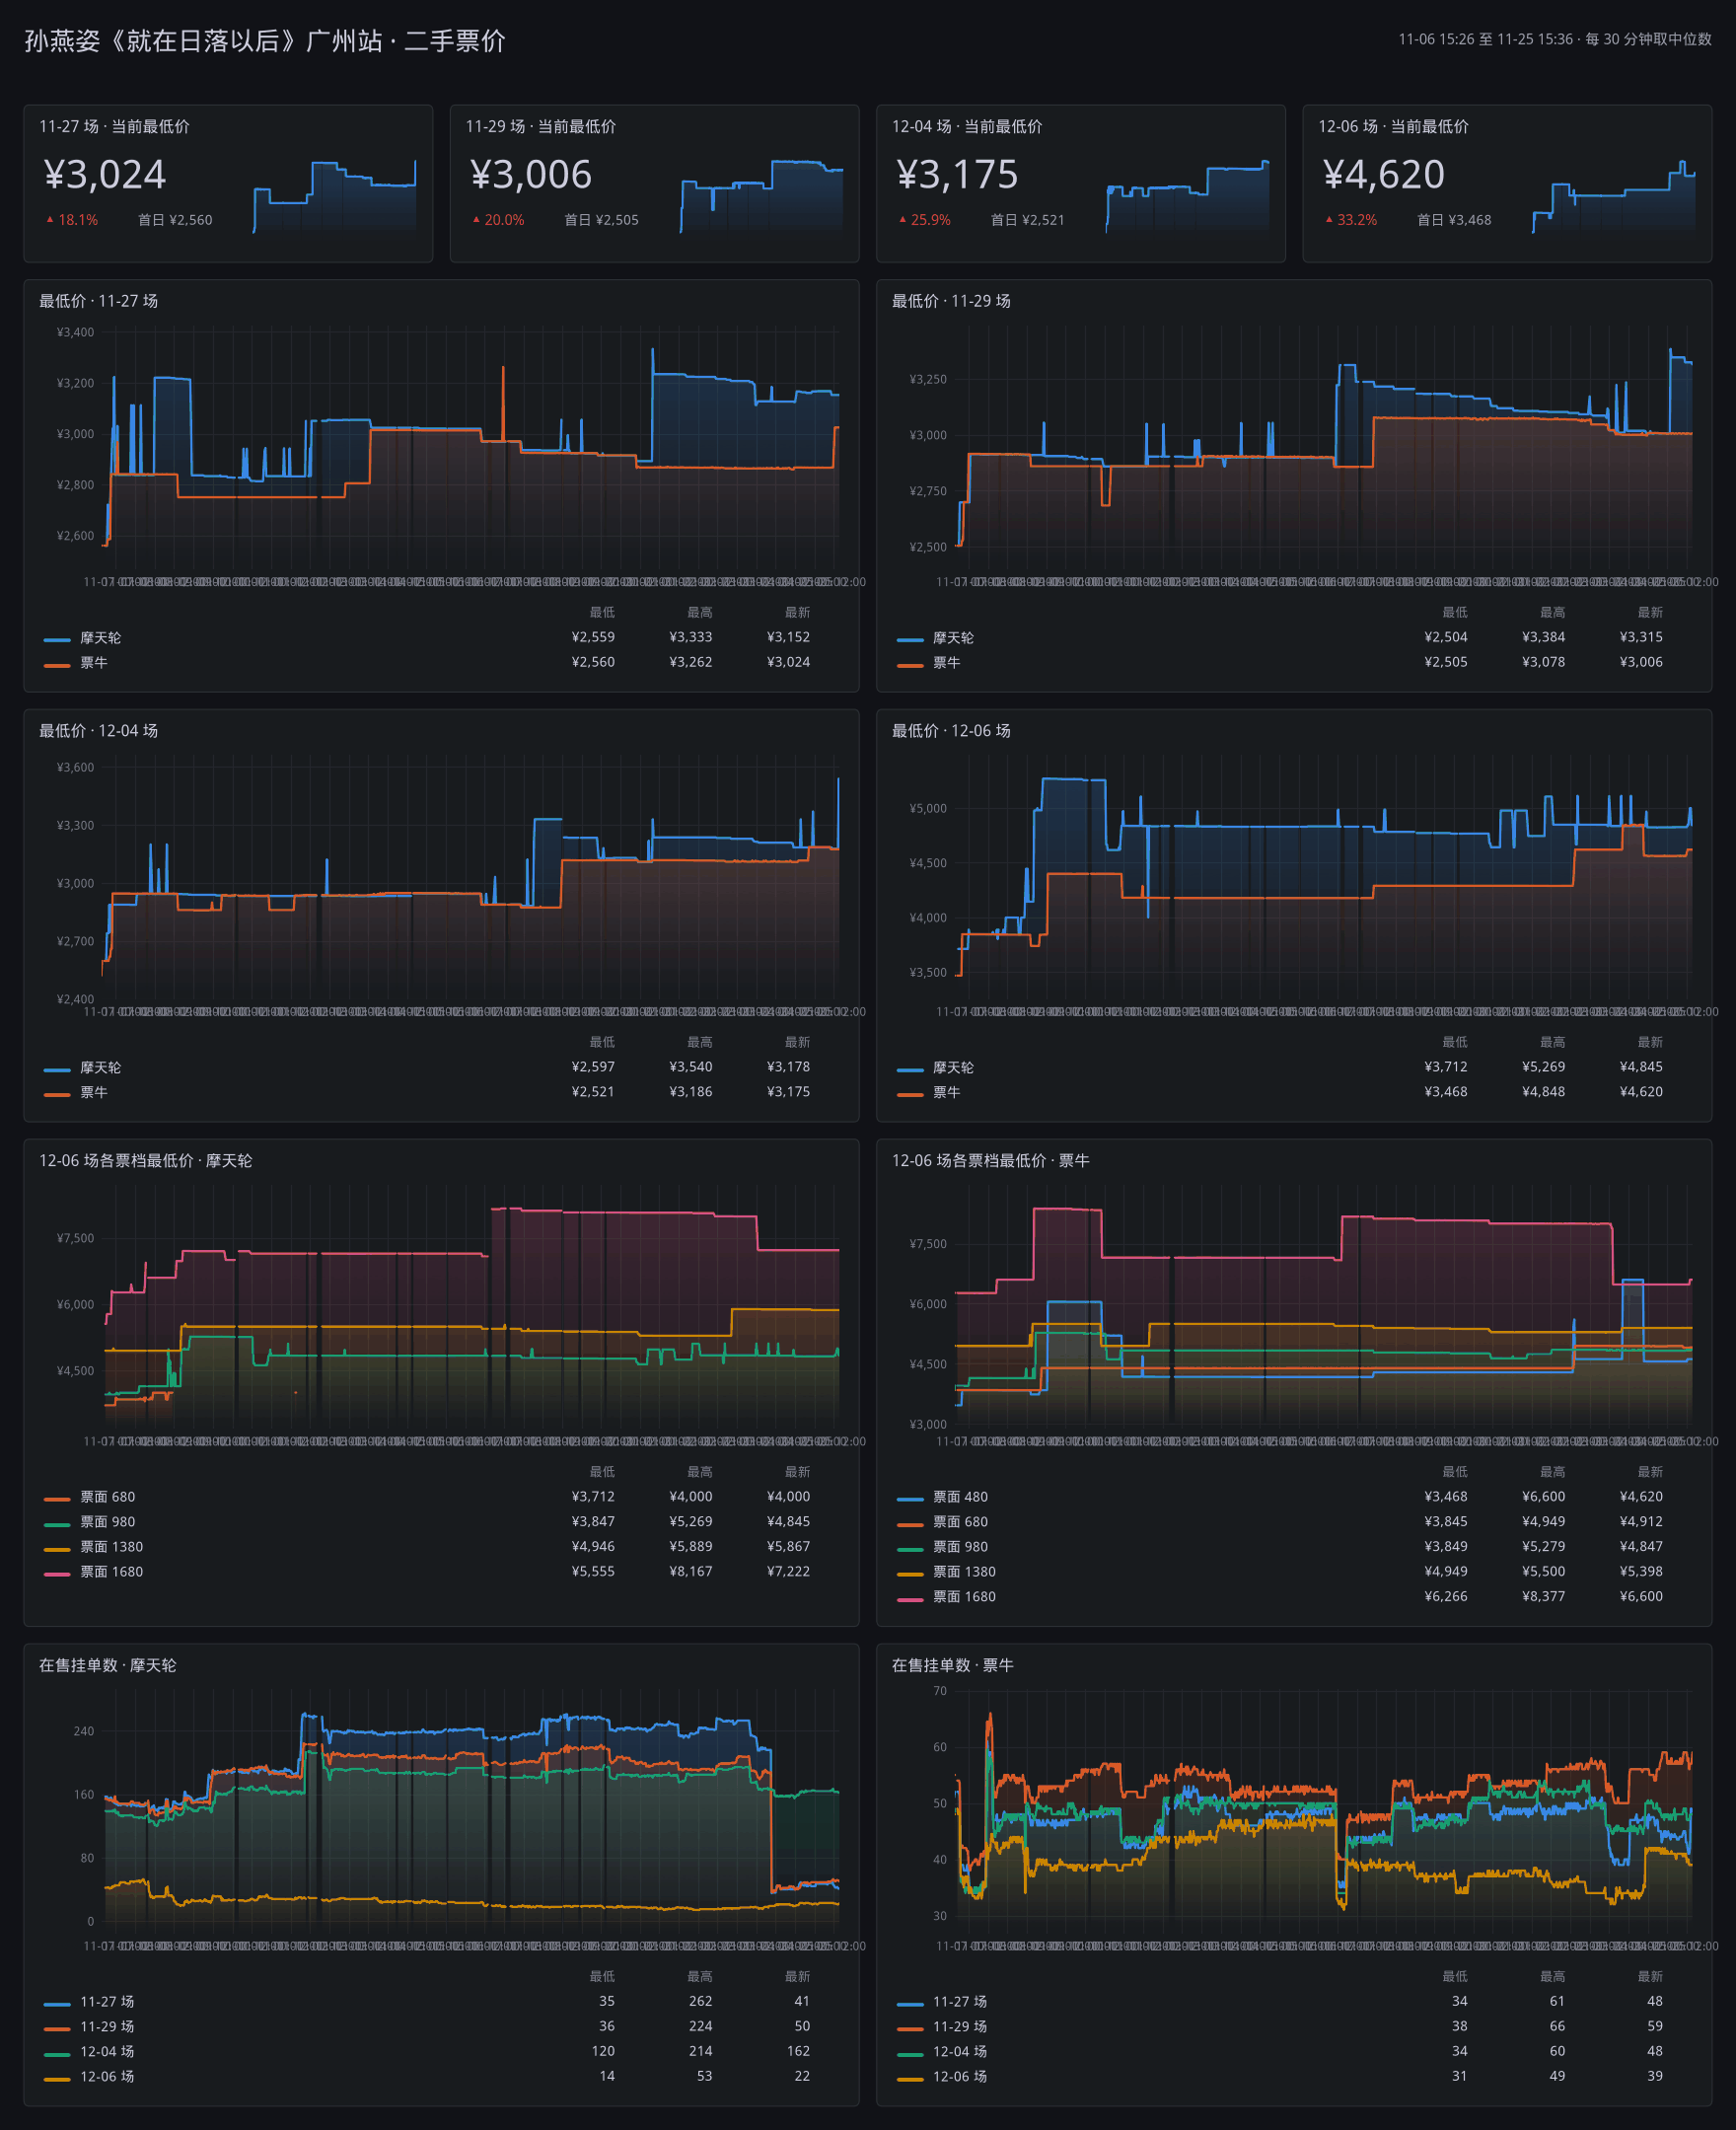 孙燕姿《就在日落以后》广州站 · 二手票价
11-06 15:26 至 11-25 15:36 · 每 30 分钟取中位数
11-27 场 · 当前最低价
¥3,024
▲ 18.1% 首日 ¥2,560
11-29 场 · 当前最低价
¥3,006
▲ 20.0% 首日 ¥2,505
12-04 场 · 当前最低价
¥3,175
▲ 25.9% 首日 ¥2,521
12-06 场 · 当前最低价
¥4,620
▲ 33.2% 首日 ¥3,468
最低价 · 11-27 场
¥3,400
¥3,200
¥3,000
¥2,800
¥2,600
最低 最高 最新
摩天轮 ¥2,559 ¥3,333 ¥3,152
票牛 ¥2,560 ¥3,262 ¥3,024
最低价 · 11-29 场
¥3,250
¥3,000
¥2,750
¥2,500
最低 最高 最新
摩天轮 ¥2,504 ¥3,384 ¥3,315
票牛 ¥2,505 ¥3,078 ¥3,006
最低价 · 12-04 场
¥3,600
¥3,300
¥3,000
¥2,700
¥2,400
最低 最高 最新
摩天轮 ¥2,597 ¥3,540 ¥3,178
票牛 ¥2,521 ¥3,186 ¥3,175
最低价 · 12-06 场
¥5,000
¥4,500
¥4,000
¥3,500
最低 最高 最新
摩天轮 ¥3,712 ¥5,269 ¥4,845
票牛 ¥3,468 ¥4,848 ¥4,620
12-06 场各票档最低价 · 摩天轮
¥7,500
¥6,000
¥4,500
最低 最高 最新
票面 680 ¥3,712 ¥4,000 ¥4,000
票面 980 ¥3,847 ¥5,269 ¥4,845
票面 1380 ¥4,946 ¥5,889 ¥5,867
票面 1680 ¥5,555 ¥8,167 ¥7,222
12-06 场各票档最低价 · 票牛
¥7,500
¥6,000
¥4,500
¥3,000
最低 最高 最新
票面 480 ¥3,468 ¥6,600 ¥4,620
票面 680 ¥3,845 ¥4,949 ¥4,912
票面 980 ¥3,849 ¥5,279 ¥4,847
票面 1380 ¥4,949 ¥5,500 ¥5,398
票面 1680 ¥6,266 ¥8,377 ¥6,600
在售挂单数 · 摩天轮
240
160
80
0
最低 最高 最新
11-27 场 35 262 41
11-29 场 36 224 50
12-04 场 120 214 162
12-06 场 14 53 22
在售挂单数 · 票牛
70
60
50
40
30
最低 最高 最新
11-27 场 34 61 48
11-29 场 38 66 59
12-04 场 34 60 48
12-06 场 31 49 39